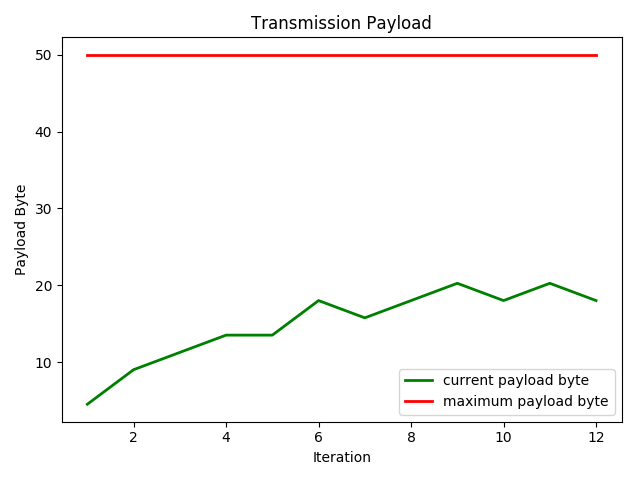 Transmission Payload
Payload Byte
50
40
30
20
10
current payload byte
maximum payload byte
2 4 6 8 10 12
Iteration